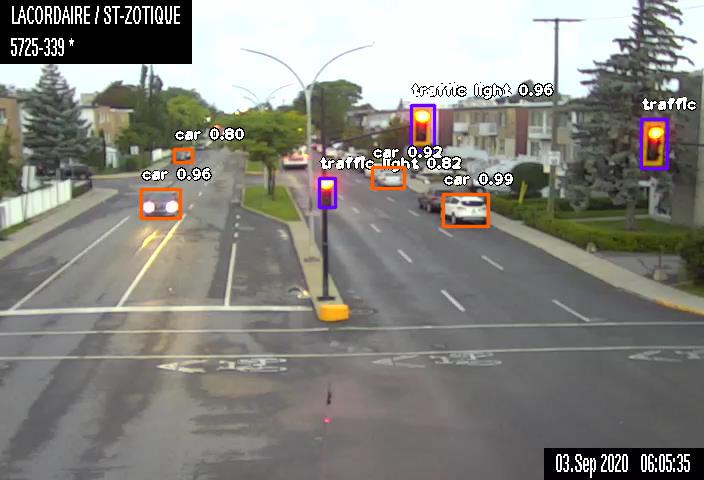 LACORDAIRE / ST-ZOTIQUE
5725-339 *
traffic light 0.96
traffic
car 0.80
car 0.92
traffic light 0.82
car 0.96
car 0.99
03.Sep 2020 06:05:35